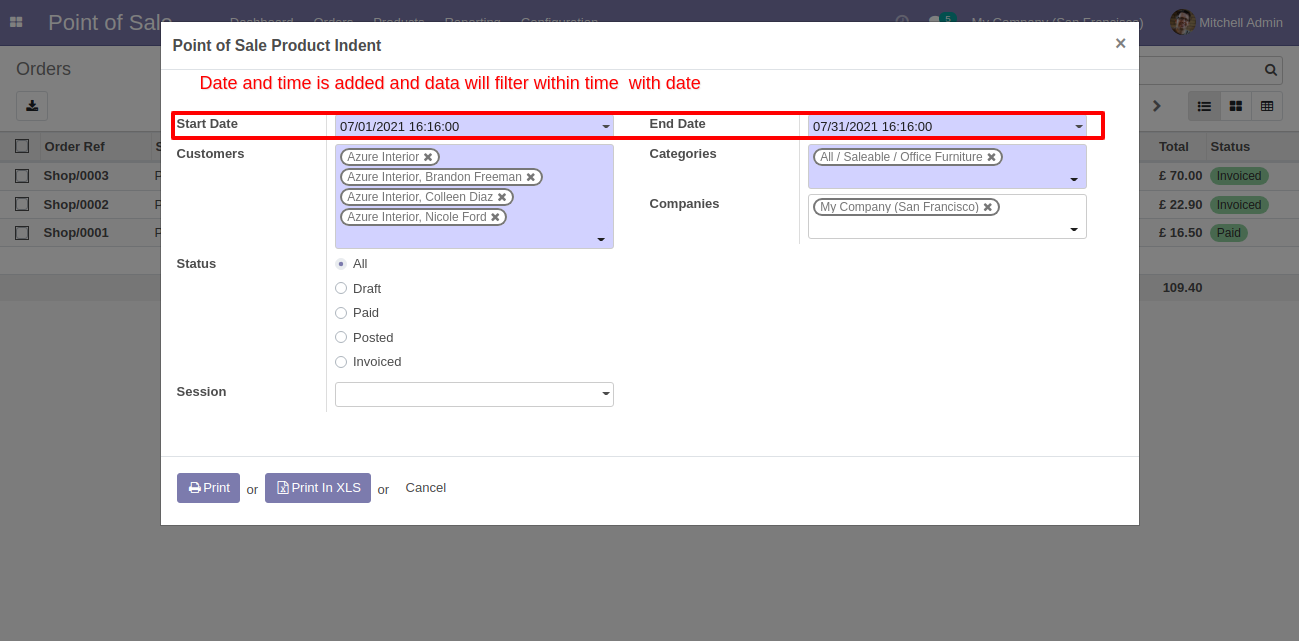 Point of Sale
Dashboard Orders Products Reporting Configuration
5 My Company (San Francisco) Mitchell Admin
Point of Sale Product Indent ×
Orders
Date and time is added and data will filter within time with date
Start Date 07/01/2021 16:16:00 End Date 07/31/2021 16:16:00
Customers Azure Interior Categories All / Saleable / Office Furniture
Azure Interior, Brandon Freeman
Azure Interior, Colleen Diaz
Azure Interior, Nicole Ford
Companies My Company (San Francisco)
Order Ref S Total Status
Shop/0003 P £ 70.00 Invoiced
Shop/0002 P £ 22.90 Invoiced
Shop/0001 P £ 16.50 Paid
109.40
Status All
Draft
Paid
Posted
Invoiced
Session
Print or Print In XLS or Cancel